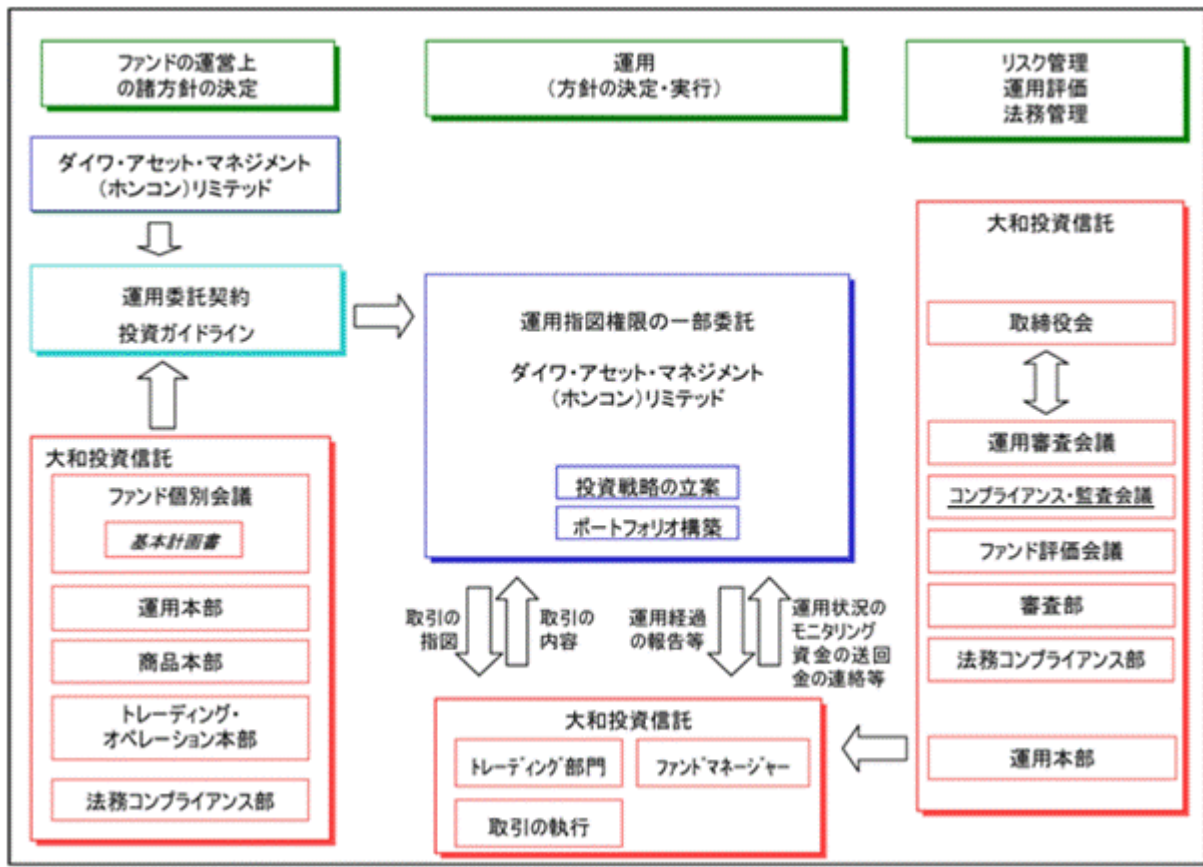 ファンドの運営上
の諸方針の決定
運用
(方針の決定・実行)
リスク管理
運用評価
法務管理
ダイワ・アセット・マネジメント
(ホンコン)リミテッド
運用委託契約
投資ガイドライン
大和投資信託
ファンド個別会議
基本計画書
運用本部
商品本部
トレーディング・
オペレーション本部
法務コンプライアンス部
運用指図権限の一部委託
ダイワ・アセット・マネジメント
(ホンコン)リミテッド
投資戦略の立案
ポートフォリオ構築
取引の
指図
取引の
内容
運用経過
の報告等
運用状況の
モニタリング
資金の送回
金の連絡等
大和投資信託
トレーディング部門
ファンドマネージャー
取引の執行
大和投資信託
取締役会
運用審査会議
コンプライアンス・監査会議
ファンド評価会議
審査部
法務コンプライアンス部
運用本部